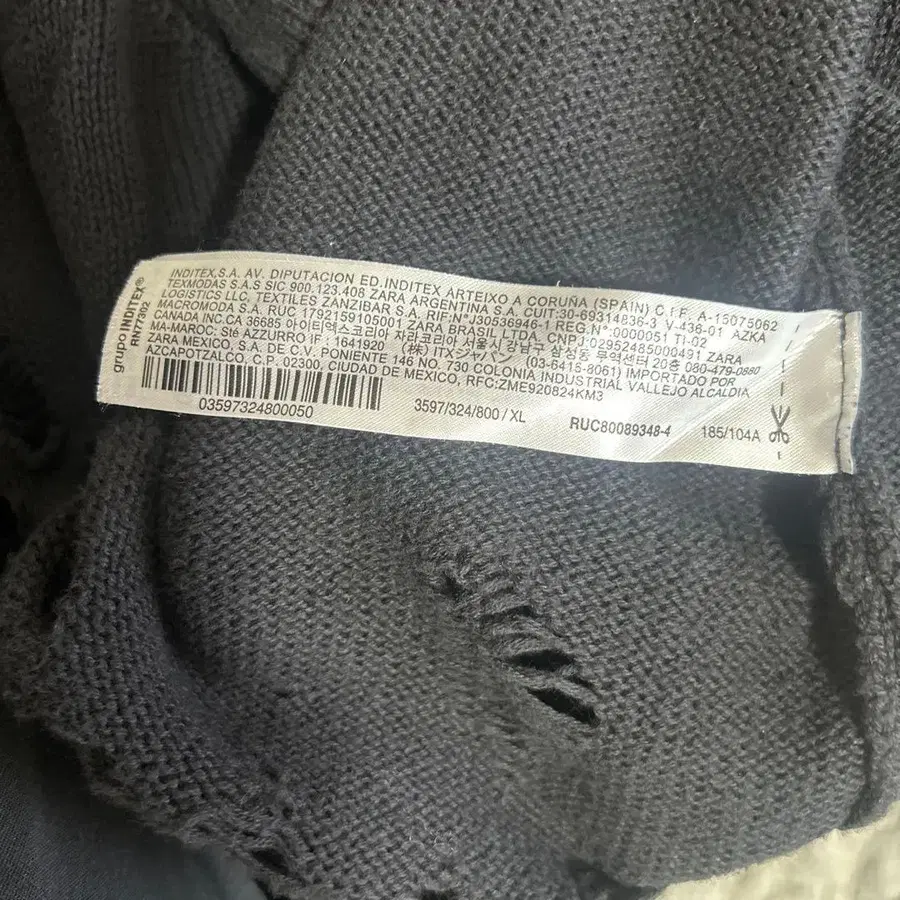 grupo INDITEX®
RN77302
INDITEX,S.A. AV. DIPUTACION ED.INDITEX ARTEIXO A CORUÑA (SPAIN) C.I.F. A-15075062
TEXMODAS S.A.S SIC 900.123.408 ZARA ARGENTINA S.A. CUIT:30-69314836-3 V-436-01 AZKA
LOGISTICS LLC, TEXTILES ZANZIBAR S.A. RIF:N°J30536946-1 REG.N°:0000051 TI-02
MACROMODA S.A. RUC 1792159105001 ZARA BRASIL,LTDA. CNPJ:02952485000491 ZARA
CANADA INC. CA 36685 아이티엑스코리아 자라코리아 서울시 강남구 삼성동 무역센터 20층 080-479-0880
MA-MAROC: Sté AZZURRO IF : 1641920 (株) ITXジャパン (03-6415-8061) IMPORTADO POR
ZARA MEXICO, S.A. DE C.V. PONIENTE 146 NO. 730 COLONIA INDUSTRIAL VALLEJO ALCALDIA
AZCAPOTZALCO, C.P. 02300, CIUDAD DE MEXICO, RFC:ZME920824KM3
03597324800050
3597/324/800 / XL
RUC80089348-4
185/104A